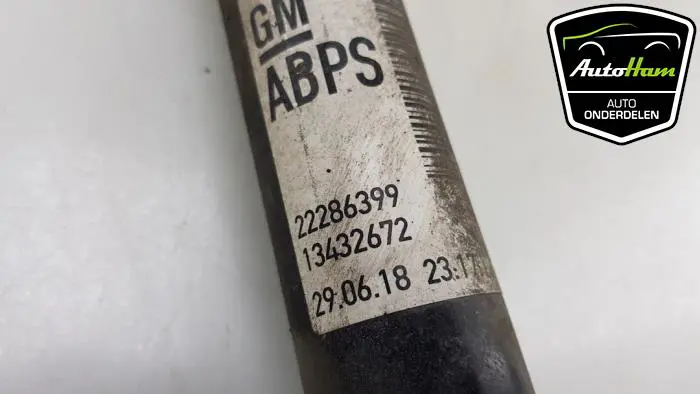 GM
ABPS
22286399
13432672
29.06.18 23:17
AutoHam
AUTO
ONDERDELEN